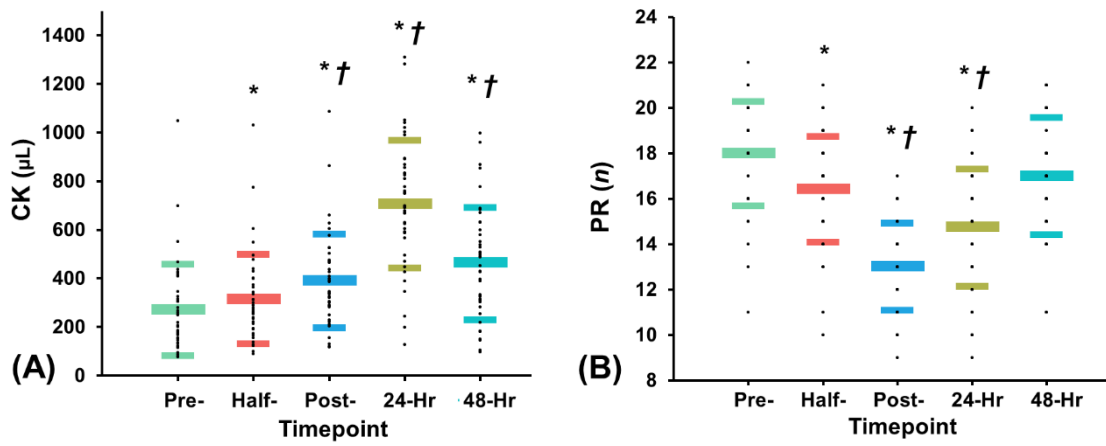 1400
1200
1000
800
600
400
200
0
CK (μL)
* * † * † * †
(A)
Pre- Half- Post- 24-Hr 48-Hr
Timepoint
24
22
20
18
16
14
12
10
8
PR (n)
* * † * †
(B)
Pre- Half- Post- 24-Hr 48-Hr
Timepoint